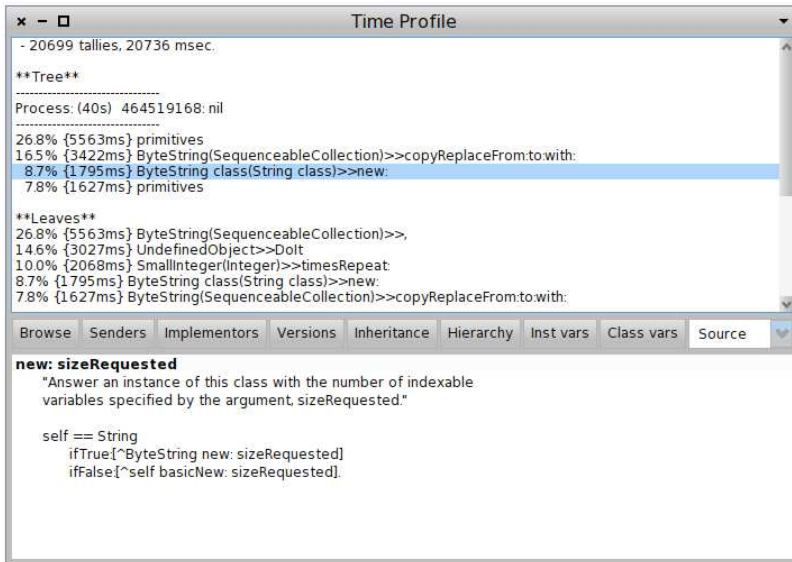 Time Profile
- 20699 tallies, 20736 msec.
**Tree**
--------------------------------
Process: (40s) 464519168: nil
--------------------------------
26.8% {5563ms} primitives
16.5% {3422ms} ByteString(SequenceableCollection)>>copyReplaceFrom:to:with:
8.7% {1795ms} ByteString class(String class)>>new:
7.8% {1627ms} primitives
**Leaves**
26.8% {5563ms} ByteString(SequenceableCollection)>>,
14.6% {3027ms} UndefinedObject>>DoIt
10.0% {2068ms} SmallInteger(Integer)>>timesRepeat:
8.7% {1795ms} ByteString class(String class)>>new:
7.8% {1627ms} ByteString(SequenceableCollection)>>copyReplaceFrom:to:with:
Browse Senders Implementors Versions Inheritance Hierarchy Inst vars Class vars Source
new: sizeRequested
"Answer an instance of this class with the number of indexable
variables specified by the argument, sizeRequested."
self == String
ifTrue:[^ByteString new: sizeRequested]
ifFalse:[^self basicNew: sizeRequested].